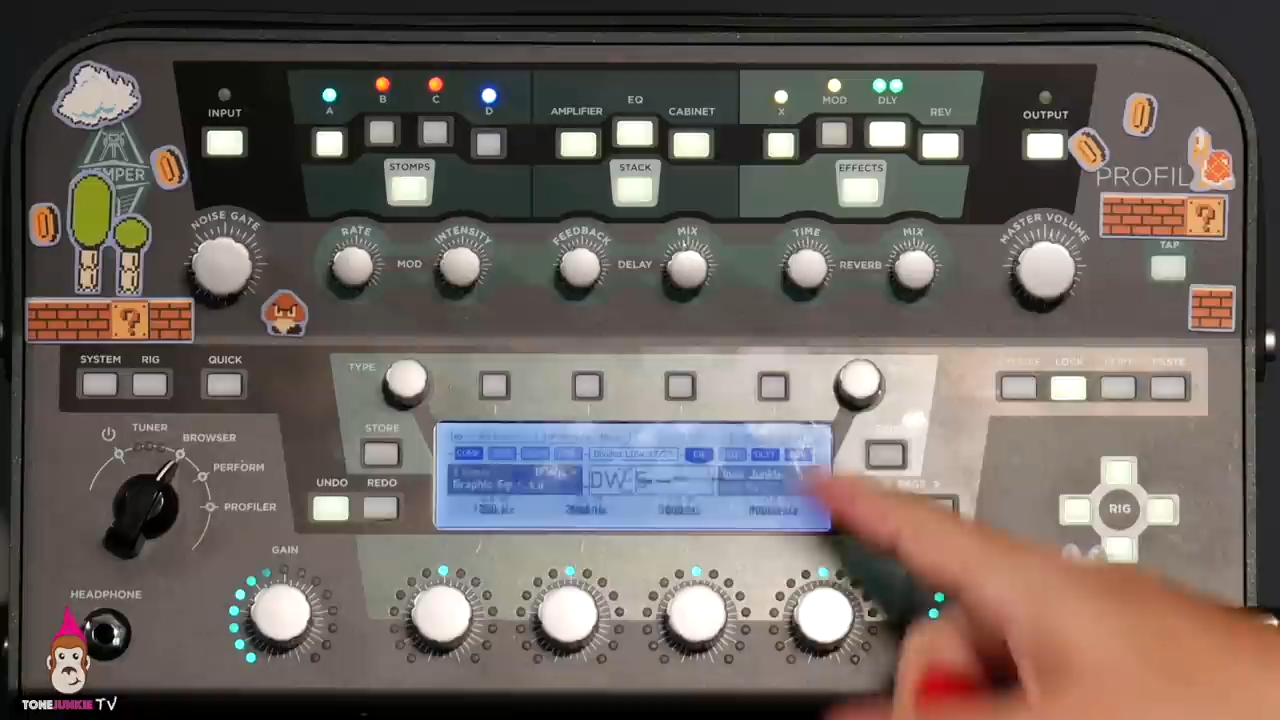 INPUT
A
B
C
D
AMPLIFIER
EQ
CABINET
X
MOD
DLY
REV
OUTPUT
STOMPS
STACK
EFFECTS
NOISE GATE
RATE
INTENSITY
MOD
FEEDBACK
MIX
DELAY
TIME
MIX
REVERB
MASTER VOLUME
TAP
SYSTEM
RIG
QUICK
TYPE
LOCK
STORE
UNDO
REDO
TUNER
BROWSER
PERFORM
PROFILER
RIG
GAIN
HEADPHONE
TONEJUNKIE TV